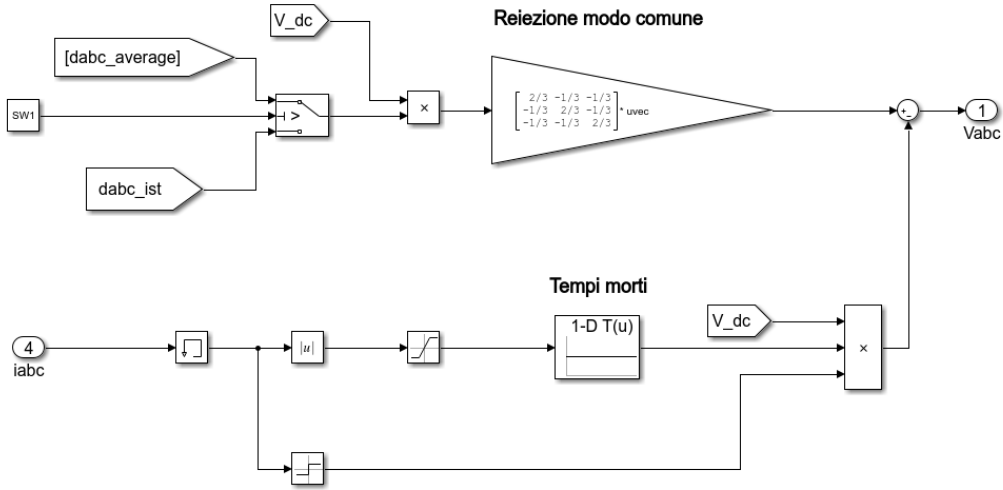 Reiezione modo comune
V_dc
[dabc_average]
SW1
>
×
2/3 -1/3 -1/3
-1/3 2/3 -1/3
-1/3 -1/3 2/3
* uvec
+
−
1
Vabc
dabc_ist
Tempi morti
V_dc
1-D T(u)
4
iabc
|u|
×